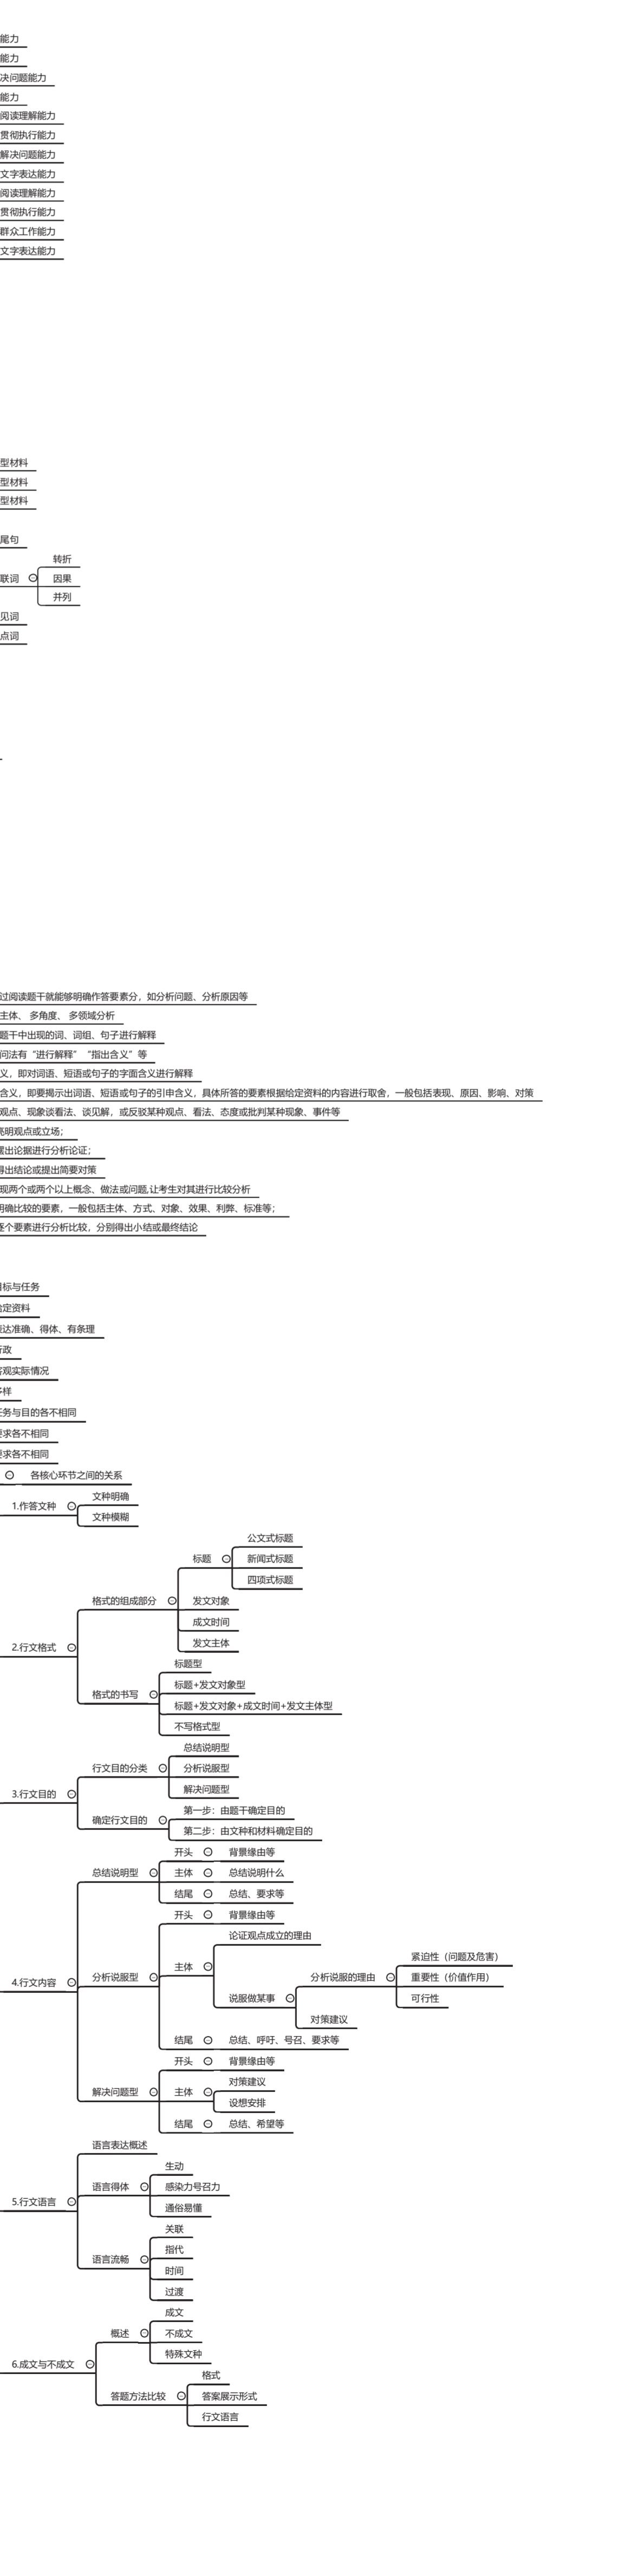 能力
能力
决问题能力
能力
阅读理解能力
贯彻执行能力
解决问题能力
文字表达能力
阅读理解能力
贯彻执行能力
群众工作能力
文字表达能力
型材料
型材料
型材料
尾句
转折
联词
因果
并列
见词
点词
过阅读题干就能够明确作答要素分，如分析问题、分析原因等
主体、 多角度、 多领域分析
题干中出现的词、词组、句子进行解释
问法有“进行解释” “指出含义”等
义，即对词语、短语或句子的字面含义进行解释
含义，即要揭示出词语、短语或句子的引申含义，具体所答的要素根据给定资料的内容进行取舍，一般包括表现、原因、影响、对策
观点、现象谈看法、谈见解，或反驳某种观点、看法、态度或批判某种现象、事件等
亮明观点或立场；
摆出论据进行分析论证；
得出结论或提出简要对策
现两个或两个以上概念、做法或问题,让考生对其进行比较分析
明确比较的要素，一般包括主体、方式、对象、效果、利弊、标准等；
逐个要素进行分析比较，分别得出小结或最终结论
目标与任务
给定资料
表达准确、得体、有条理
行政
客观实际情况
多样
任务与目的各不相同
要求各不相同
要求各不相同
各核心环节之间的关系
1.作答文种
文种明确
文种模糊
2.行文格式
格式的组成部分
标题
公文式标题
新闻式标题
四项式标题
发文对象
成文时间
发文主体
格式的书写
标题型
标题+发文对象型
标题+发文对象+成文时间+发文主体型
不写格式型
3.行文目的
行文目的分类
总结说明型
分析说服型
解决问题型
确定行文目的
第一步：由题干确定目的
第二步：由文种和材料确定目的
4.行文内容
总结说明型
开头
背景缘由等
主体
总结说明什么
结尾
总结、要求等
分析说服型
开头
背景缘由等
主体
论证观点成立的理由
说服做某事
分析说服的理由
紧迫性（问题及危害）
重要性（价值作用）
可行性
对策建议
结尾
总结、呼吁、号召、要求等
解决问题型
开头
背景缘由等
主体
对策建议
设想安排
结尾
总结、希望等
5.行文语言
语言表达概述
语言得体
生动
感染力号召力
通俗易懂
语言流畅
关联
指代
时间
过渡
6.成文与不成文
概述
成文
不成文
特殊文种
答题方法比较
格式
答案展示形式
行文语言